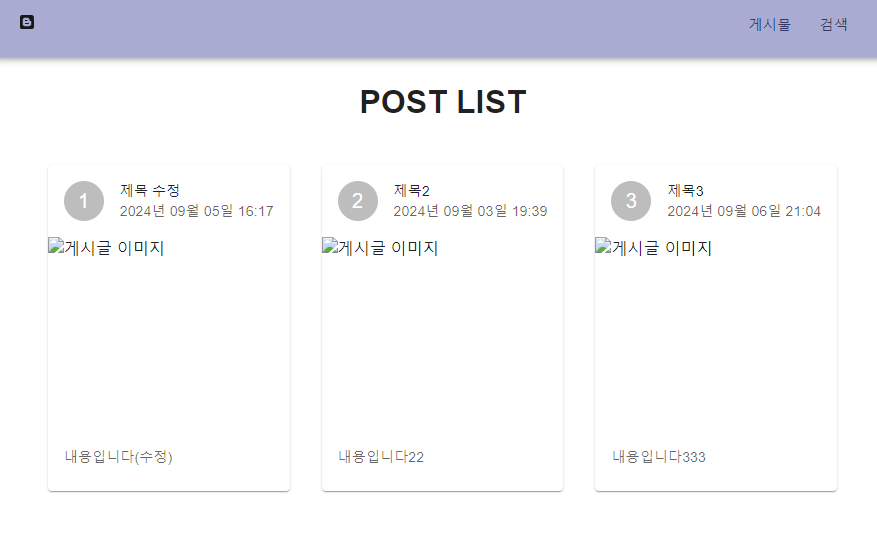 게시물 검색
POST LIST
1
제목 수정
2024년 09월 05일 16:17
게시글 이미지
내용입니다(수정)
2
제목2
2024년 09월 03일 19:39
게시글 이미지
내용입니다22
3
제목3
2024년 09월 06일 21:04
게시글 이미지
내용입니다333